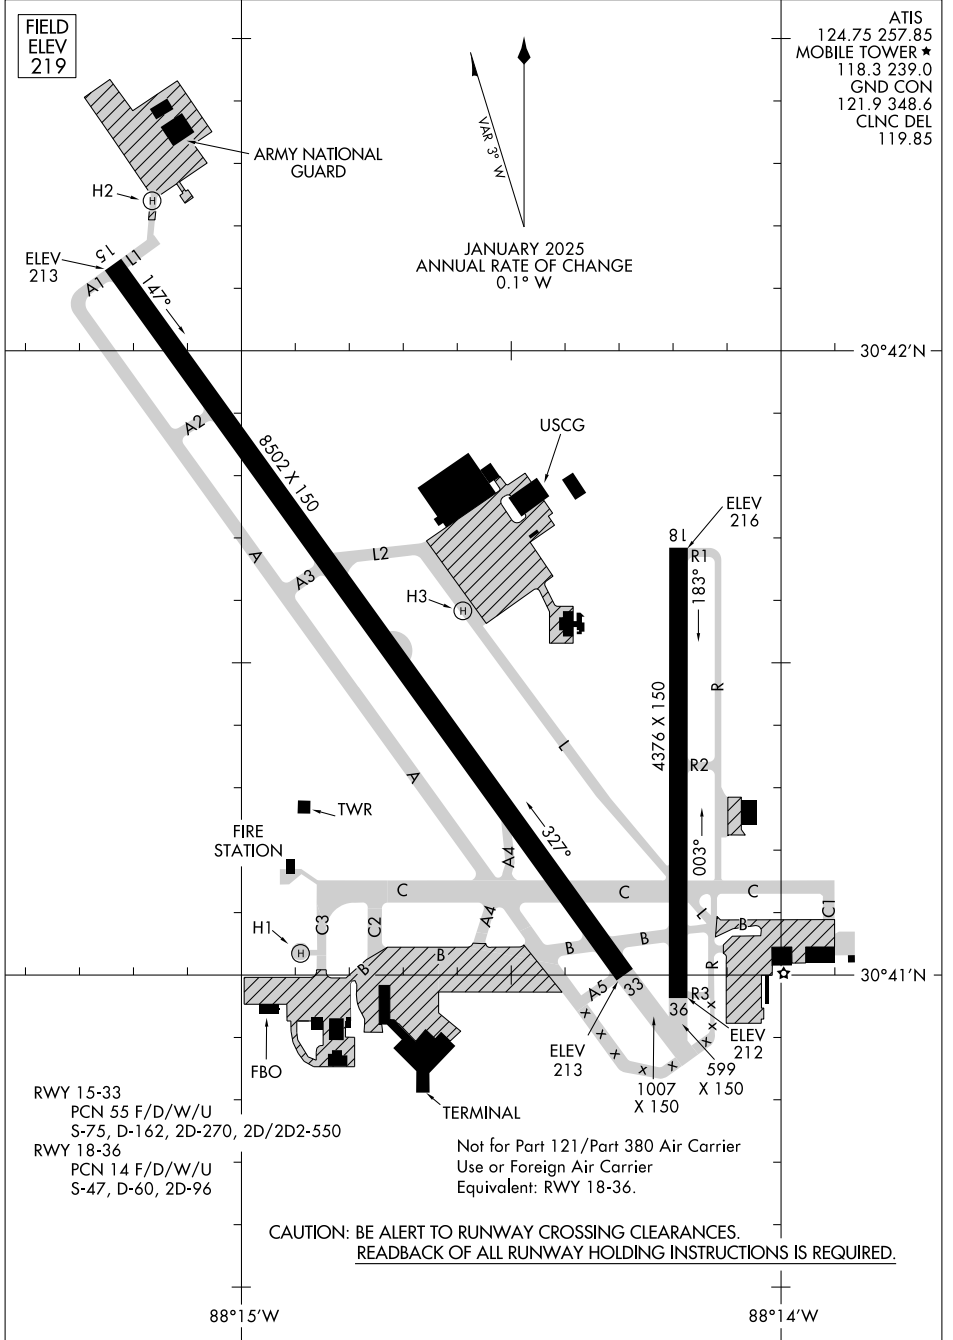 FIELD
ELEV
219
ATIS
124.75 257.85
MOBILE TOWER ★
118.3 239.0
GND CON
121.9 348.6
CLNC DEL
119.85
VAR 3° W
JANUARY 2025
ANNUAL RATE OF CHANGE
0.1° W
ARMY NATIONAL
GUARD
H2
H
ELEV
213
15
L1
A1
147°
30°42'N
A2
8502 X 150
USCG
ELEV
216
18
R1
183°
A
L2
A3
H3
H
R
4376 X 150
L
R2
A
TWR
FIRE
STATION
327°
003°
A4
C
C
C
C1
L
C3
C2
A4
B
H1
H
B
B
B
B
R
30°41'N
A5
33
R3
36
x
x
x
x
x
x
x
x
ELEV
213
ELEV
212
FBO
599
X 150
1007
X 150
TERMINAL
RWY 15-33
PCN 55 F/D/W/U
S-75, D-162, 2D-270, 2D/2D2-550
RWY 18-36
PCN 14 F/D/W/U
S-47, D-60, 2D-96
Not for Part 121/Part 380 Air Carrier
Use or Foreign Air Carrier
Equivalent: RWY 18-36.
CAUTION: BE ALERT TO RUNWAY CROSSING CLEARANCES.
READBACK OF ALL RUNWAY HOLDING INSTRUCTIONS IS REQUIRED.
88°15'W
88°14'W